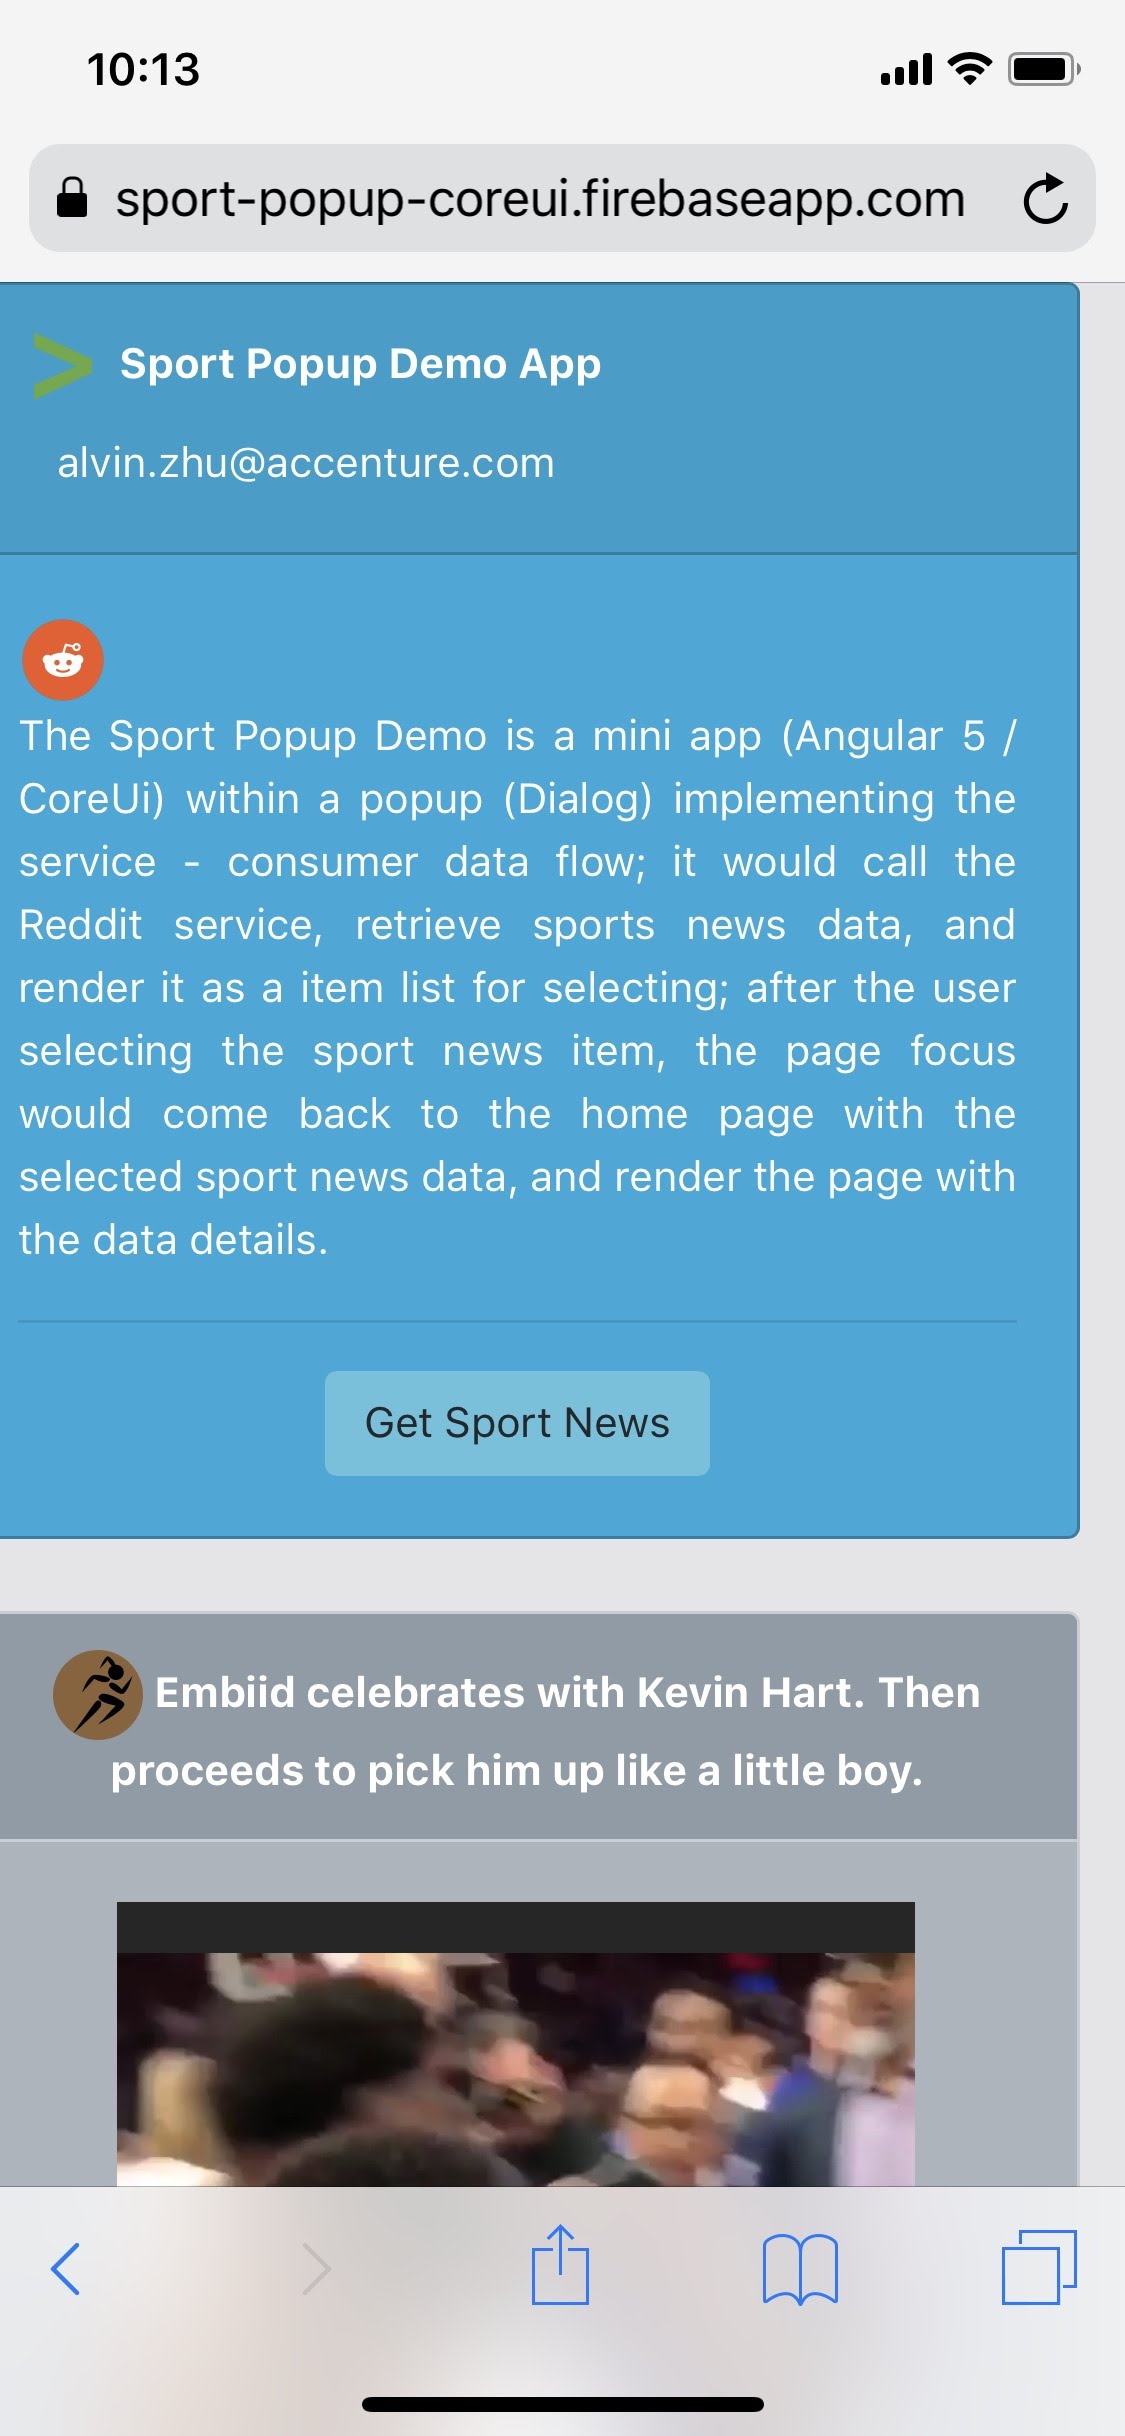 10:13
sport-popup-coreui.firebaseapp.com
Sport Popup Demo App
alvin.zhu@accenture.com
The Sport Popup Demo is a mini app (Angular 5 /
CoreUi) within a popup (Dialog) implementing the
service - consumer data flow; it would call the
Reddit service, retrieve sports news data, and
render it as a item list for selecting; after the user
selecting the sport news item, the page focus
would come back to the home page with the
selected sport news data, and render the page with
the data details.
Get Sport News
Embiid celebrates with Kevin Hart. Then
proceeds to pick him up like a little boy.